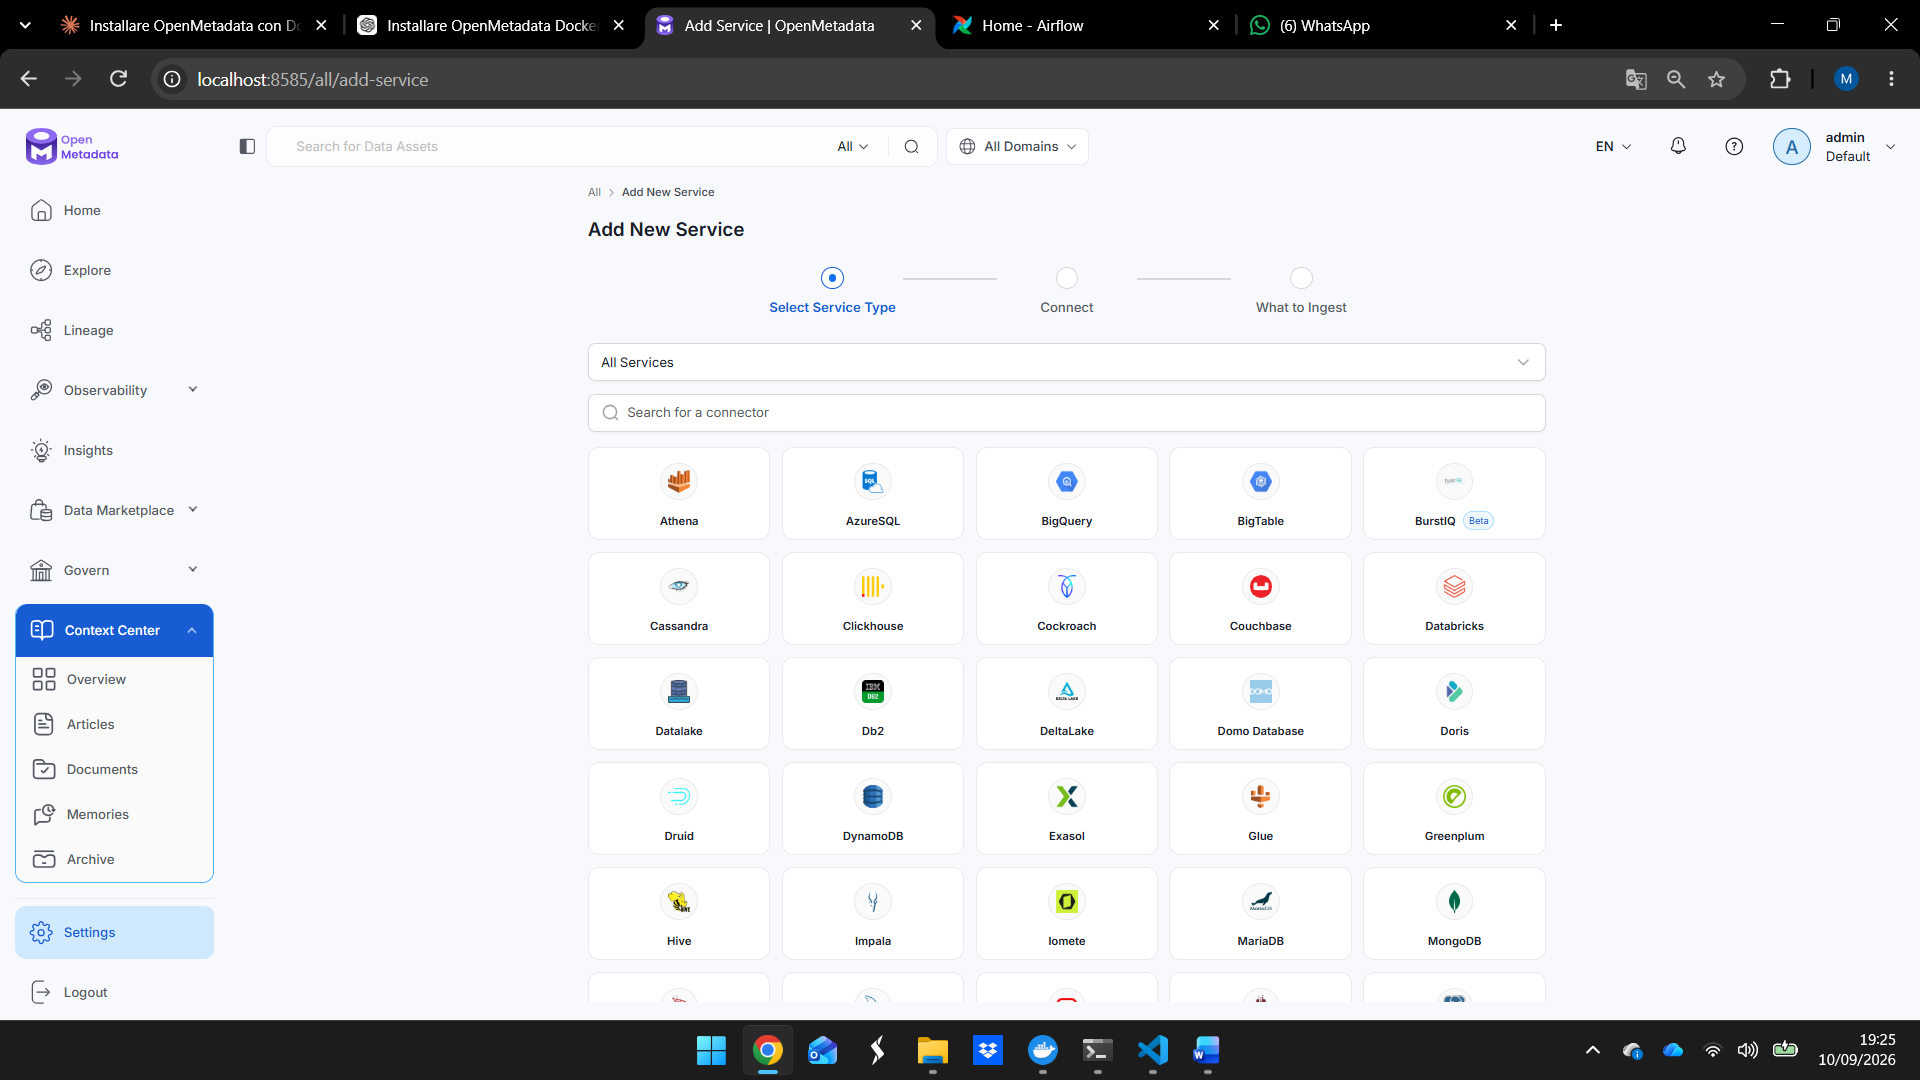 Installare OpenMetadata con Do
Installare OpenMetadata Docke
Add Service | OpenMetadata
Home - Airflow
(6) WhatsApp
localhost:8585/all/add-service
M
Open
Metadata
Search for Data Assets
All
All Domains
EN
A
admin
Default
Home
Explore
Lineage
Observability
Insights
Data Marketplace
Govern
Context Center
Overview
Articles
Documents
Memories
Archive
Settings
Logout
All > Add New Service
Add New Service
Select Service Type
Connect
What to Ingest
All Services
Search for a connector
Athena
AzureSQL
BigQuery
BigTable
BurstIQ Beta
Cassandra
Clickhouse
Cockroach
Couchbase
Databricks
Datalake
Db2
DeltaLake
Domo Database
Doris
Druid
DynamoDB
Exasol
Glue
Greenplum
Hive
Impala
Iomete
MariaDB
MongoDB
19:25
10/09/2026